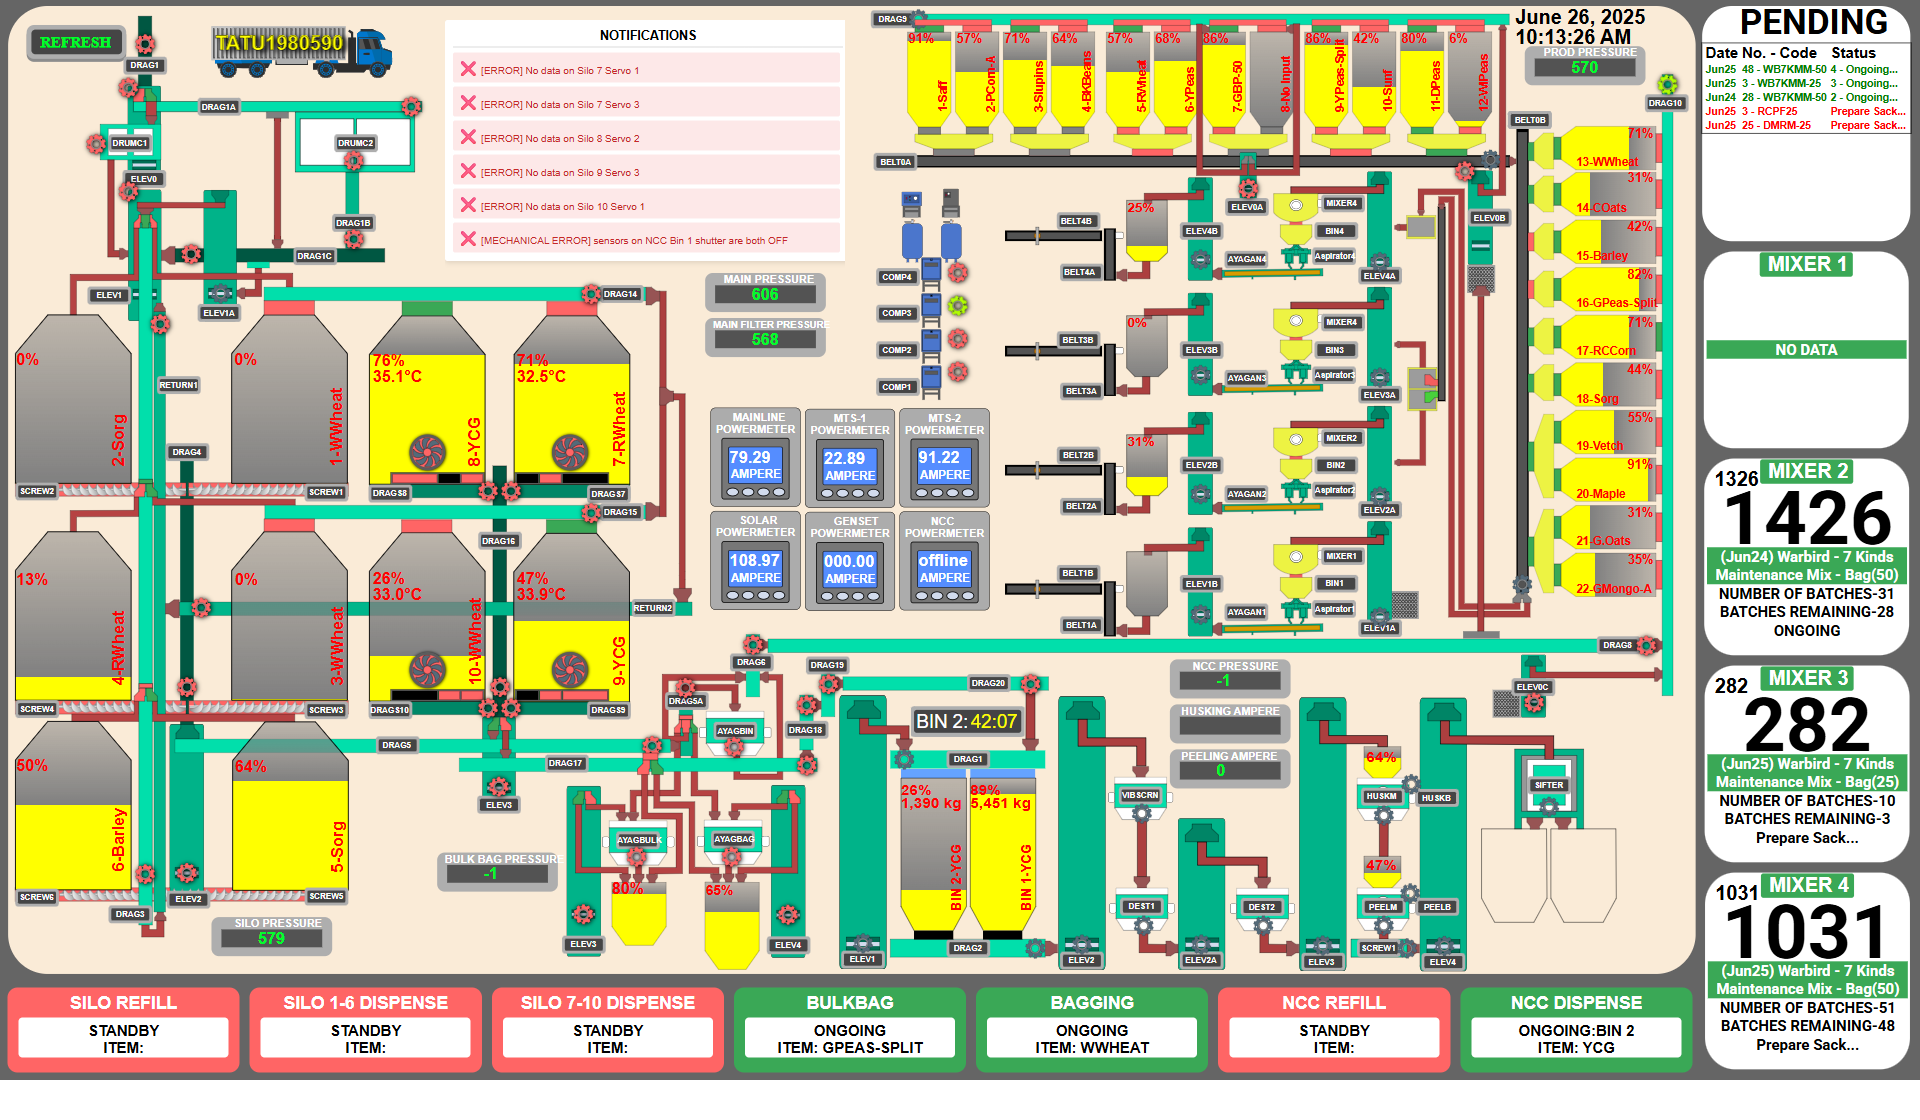 REFRESH
TATU1980590
DRAG1
DRAG1A
DRUMC1
DRUMC2
ELEV0
DRAG1B
DRAG1C
ELEV1
ELEV1A
NOTIFICATIONS
[ERROR] No data on Silo 7 Servo 1
[ERROR] No data on Silo 7 Servo 3
[ERROR] No data on Silo 8 Servo 2
[ERROR] No data on Silo 9 Servo 3
[ERROR] No data on Silo 10 Servo 1
[MECHANICAL ERROR] sensors on NCC Bin 1 shutter are both OFF
DRAG9
91%
57%
71%
64%
57%
68%
86%
86%
42%
80%
6%
1-Saff
2-PCorn-A
3-Slupins
4-BKBeans
5-RWheat
6-YPeas
7-GBP-50
8-No Input
9-YPeas-Split
10-Sunf
11-DPeas
12-WPeas
BELT0A
June 26, 2025
10:13:26 AM
PROD PRESSURE
570
DRAG10
BELT0B
71%
13-WWheat
31%
14-COats
42%
15-Barley
82%
16-GPeas-Split
71%
17-RCCorn
44%
18-Sorg
55%
19-Vetch
91%
20-Maple
31%
21-G.Oats
35%
22-GMongo-A
ELEV0A
ELEV0B
COMP4
COMP3
COMP2
COMP1
MAIN PRESSURE
606
MAIN FILTER PRESSURE
568
BELT4B
BELT4A
25%
ELEV4B
AYAGAN4
MIXER4
BIN4
Aspirator4
ELEV4A
BELT3B
BELT3A
0%
ELEV3B
AYAGAN3
MIXER4
BIN3
Aspirator3
ELEV3A
BELT2B
BELT2A
31%
ELEV2B
AYAGAN2
MIXER2
BIN2
Aspirator2
ELEV2A
BELT1B
BELT1A
ELEV1B
AYAGAN1
MIXER1
BIN1
Aspirator1
ELEV1A
MAINLINE POWERMETER
79.29
AMPERE
MTS-1 POWERMETER
22.89
AMPERE
MTS-2 POWERMETER
91.22
AMPERE
SOLAR POWERMETER
108.97
AMPERE
GENSET POWERMETER
000.00
AMPERE
NCC POWERMETER
offline
AMPERE
DRAG14
0%
2-Sorg
RETURN1
0%
1-WWheat
76%
35.1°C
8-YCG
71%
32.5°C
7-RWheat
DRAG4
SCREW2
SCREW1
DRAGS8
DRAGS7
DRAG15
DRAG16
13%
4-RWheat
0%
3-WWheat
26%
33.0°C
10-WWheat
47%
33.9°C
9-YCG
RETURN2
SCREW4
SCREW3
DRAGS10
DRAGS9
50%
6-Barley
64%
5-Sorg
DRAG5
DRAG17
ELEV3
SCREW6
ELEV2
SCREW5
DRAG3
SILO PRESSURE
579
BULK BAG PRESSURE
-1
DRAG6
DRAG5A
AYAGBIN
DRAG19
DRAG18
DRAG20
DRAG8
ELEV0C
AYAGBULK
AYAGBAG
80%
65%
ELEV3
ELEV4
BIN 2: 42:07
DRAG1
26%
1,390 kg
BIN 2-YCG
89%
5,451 kg
BIN 1-YCG
DRAG2
ELEV1
ELEV2
NCC PRESSURE
-1
HUSKING AMPERE
PEELING AMPERE
0
VIBSCRN
DEST1
ELEV2A
DEST2
ELEV3
64%
HUSKM
HUSKB
47%
PEELM
PEELB
SCREW1
ELEV4
SIFTER
SILO REFILL
STANDBY
ITEM:
SILO 1-6 DISPENSE
STANDBY
ITEM:
SILO 7-10 DISPENSE
STANDBY
ITEM:
BULKBAG
ONGOING
ITEM: GPEAS-SPLIT
BAGGING
ONGOING
ITEM: WWHEAT
NCC REFILL
STANDBY
ITEM:
NCC DISPENSE
ONGOING:BIN 2
ITEM: YCG
PENDING
Date No. - Code Status
Jun25 48 - WB7KMM-50 4 - Ongoing...
Jun25 3 - WB7KMM-25 3 - Ongoing...
Jun24 28 - WB7KMM-50 2 - Ongoing...
Jun25 3 - RCPF25 Prepare Sack...
Jun25 25 - DMRM-25 Prepare Sack...
MIXER 1
NO DATA
MIXER 2
1326
1426
(Jun24) Warbird - 7 Kinds
Maintenance Mix - Bag(50)
NUMBER OF BATCHES-31
BATCHES REMAINING-28
ONGOING
MIXER 3
282
282
(Jun25) Warbird - 7 Kinds
Maintenance Mix - Bag(25)
NUMBER OF BATCHES-10
BATCHES REMAINING-3
Prepare Sack...
MIXER 4
1031
1031
(Jun25) Warbird - 7 Kinds
Maintenance Mix - Bag(50)
NUMBER OF BATCHES-51
BATCHES REMAINING-48
Prepare Sack...